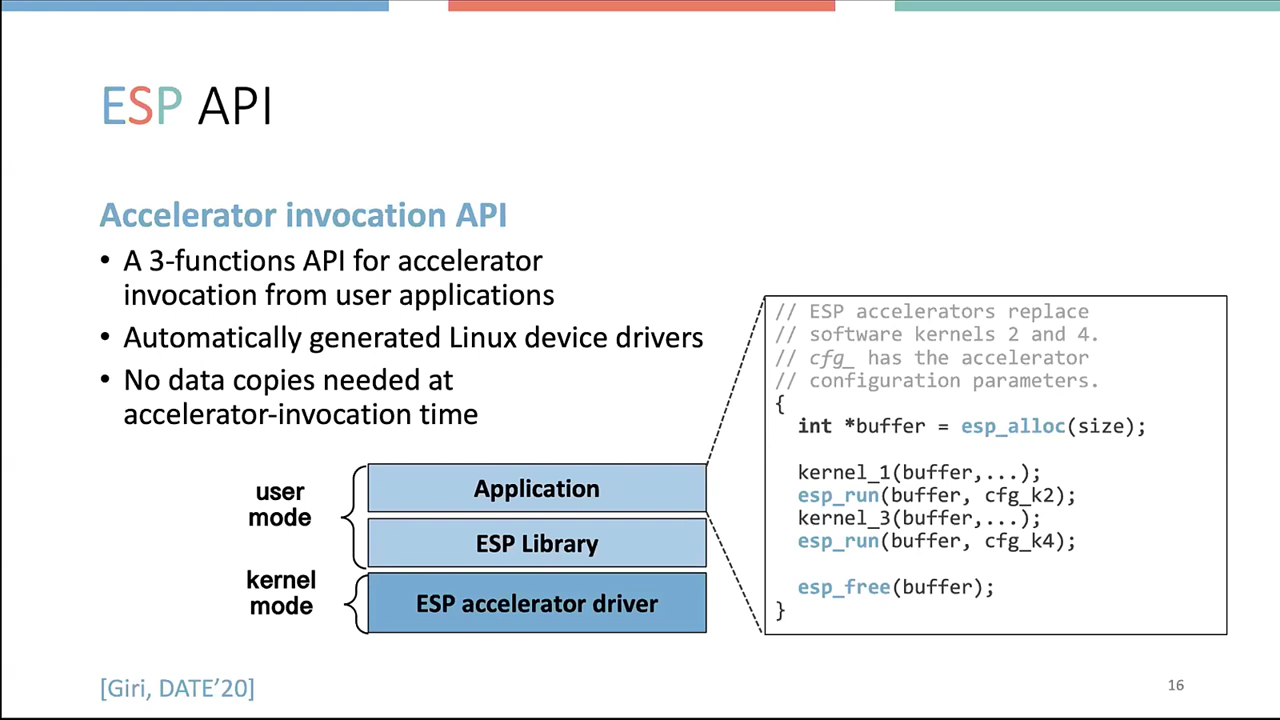 ESP API
Accelerator invocation API
• A 3-functions API for accelerator
invocation from user applications
• Automatically generated Linux device drivers
• No data copies needed at
accelerator-invocation time
user
mode
kernel
mode
Application
ESP Library
ESP accelerator driver
// ESP accelerators replace
// software kernels 2 and 4.
// cfg_ has the accelerator
// configuration parameters.
{
int *buffer = esp_alloc(size);
kernel_1(buffer,...);
esp_run(buffer, cfg_k2);
kernel_3(buffer,...);
esp_run(buffer, cfg_k4);
esp_free(buffer);
}
[Giri, DATE’20]
16